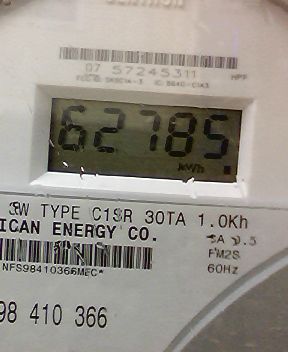 07 57245311 HPP
62785
kWh
3W TYPE C1SR 30TA 1.0Kh
ICAN ENERGY CO.
FM2S
60Hz
NFS98410366MEC*
98 410 366